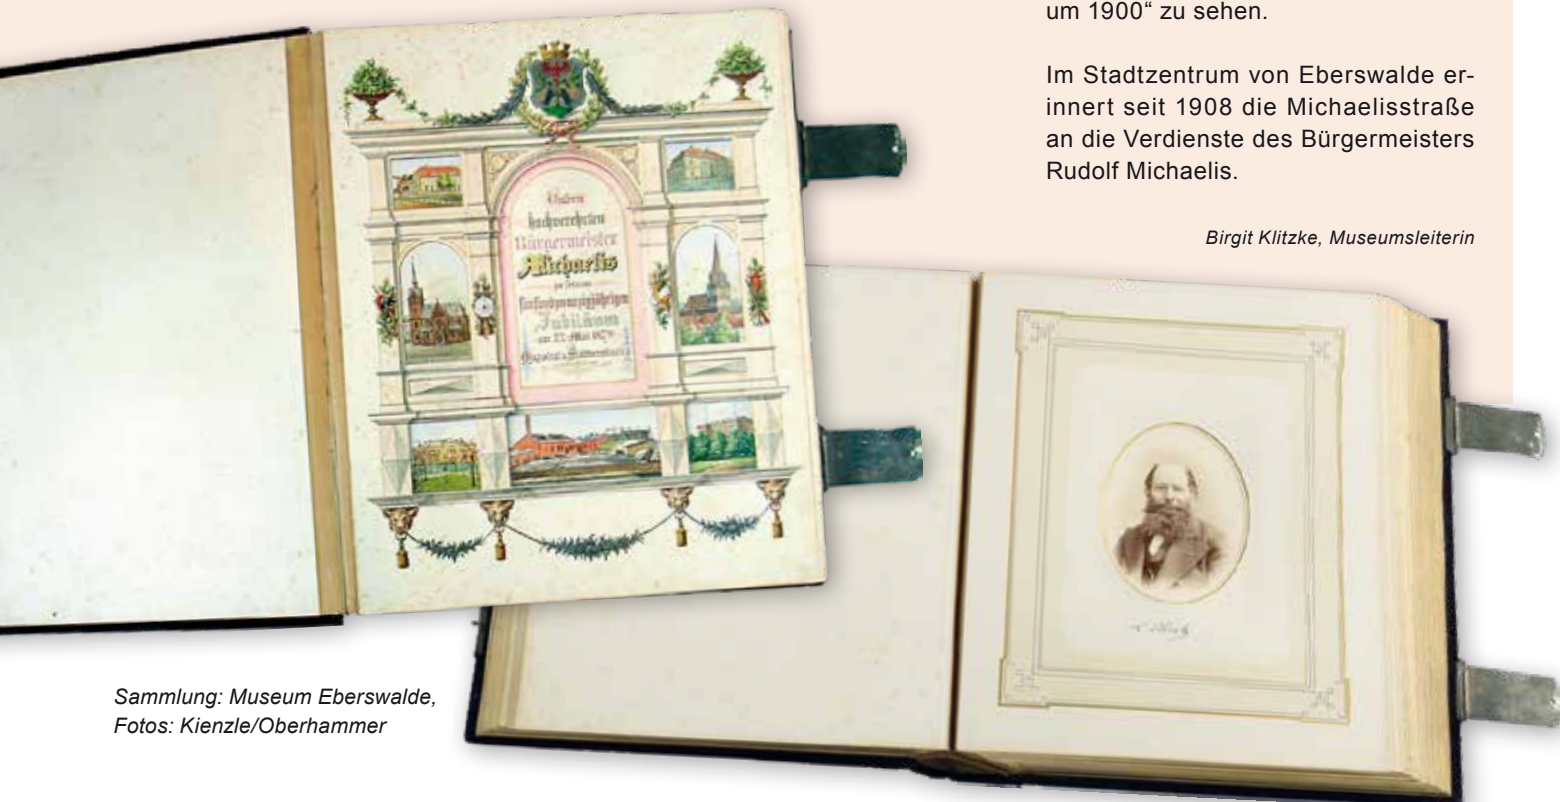 um 1900“ zu sehen.
Im Stadtzentrum von Eberswalde er-
innert seit 1908 die Michaelisstraße
an die Verdienste des Bürgermeisters
Rudolf Michaelis.
Birgit Klitzke, Museumsleiterin
hochverehrten
Bürgermeister
Michaelis
fünfundzwanzigjährigen
Jubiläum
Sammlung: Museum Eberswalde,
Fotos: Kienzle/Oberhammer